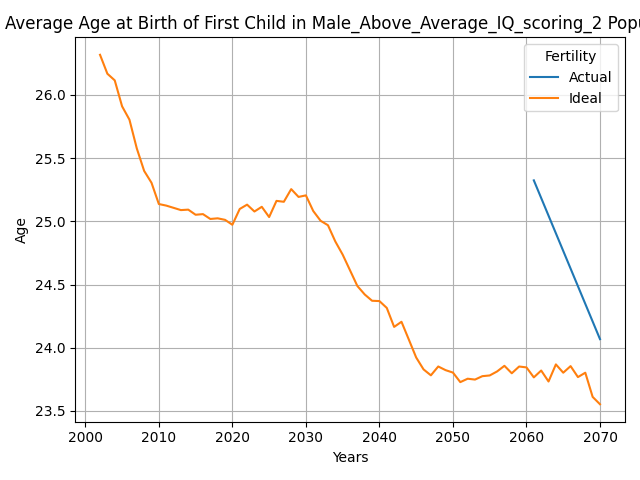 Average Age at Birth of First Child in Male_Above_Average_IQ_scoring_2 Popu
Fertility
Actual
Ideal
26.0
25.5
25.0
24.5
24.0
23.5
Age
2000 2010 2020 2030 2040 2050 2060 2070
Years